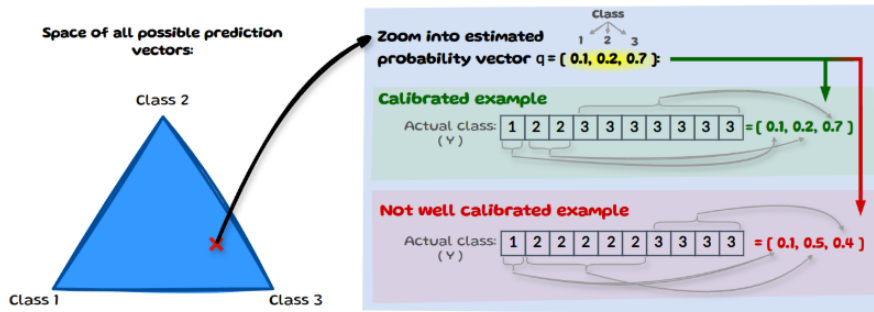 Space of all possible prediction
vectors:
Class 2
Class 1
Class 3
Class
1 2 3
Zoom into estimated
probability vector q = { 0.1, 0.2, 0.7 }:
Calibrated example
Actual class: 1 2 2 3 3 3 3 3 3 3 = { 0.1, 0.2, 0.7 }
(Y)
Not well calibrated example
Actual class: 1 2 2 2 2 2 3 3 3 3 = { 0.1, 0.5, 0.4 }
(Y)